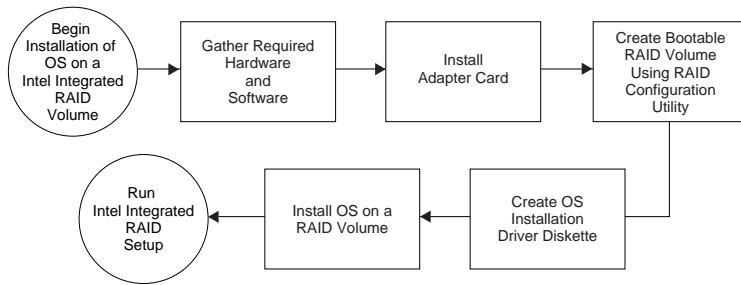 Begin
Installation of
OS on a
Intel Integrated
RAID
Volume
Gather Required
Hardware
and
Software
Install
Adapter Card
Create Bootable
RAID Volume
Using RAID
Configuration
Utility
Create OS
Installation
Driver Diskette
Install OS on a
RAID Volume
Run
Intel Integrated
RAID
Setup